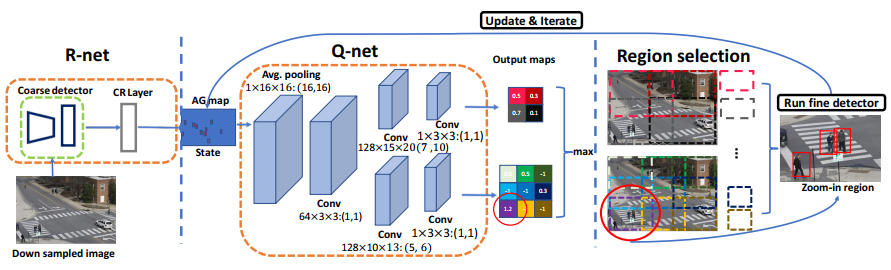 Update & Iterate
R-net
Q-net
Region selection
Coarse detector
CR Layer
AG map
State
Down sampled image
Avg. pooling
1×16×16: (16,16)
Conv
64×3×3:(1,1)
Conv
128×15×20 (7 ,10)
Conv
1×3×3:(1,1)
Conv
128×10×13: (5, 6)
Conv
1×3×3:(1,1)
Output maps
0.5 0.3
0.7 0.1
0.5 -1
-1 -1 0.3
1.2 -1
max
Run fine detector
Zoom-in region